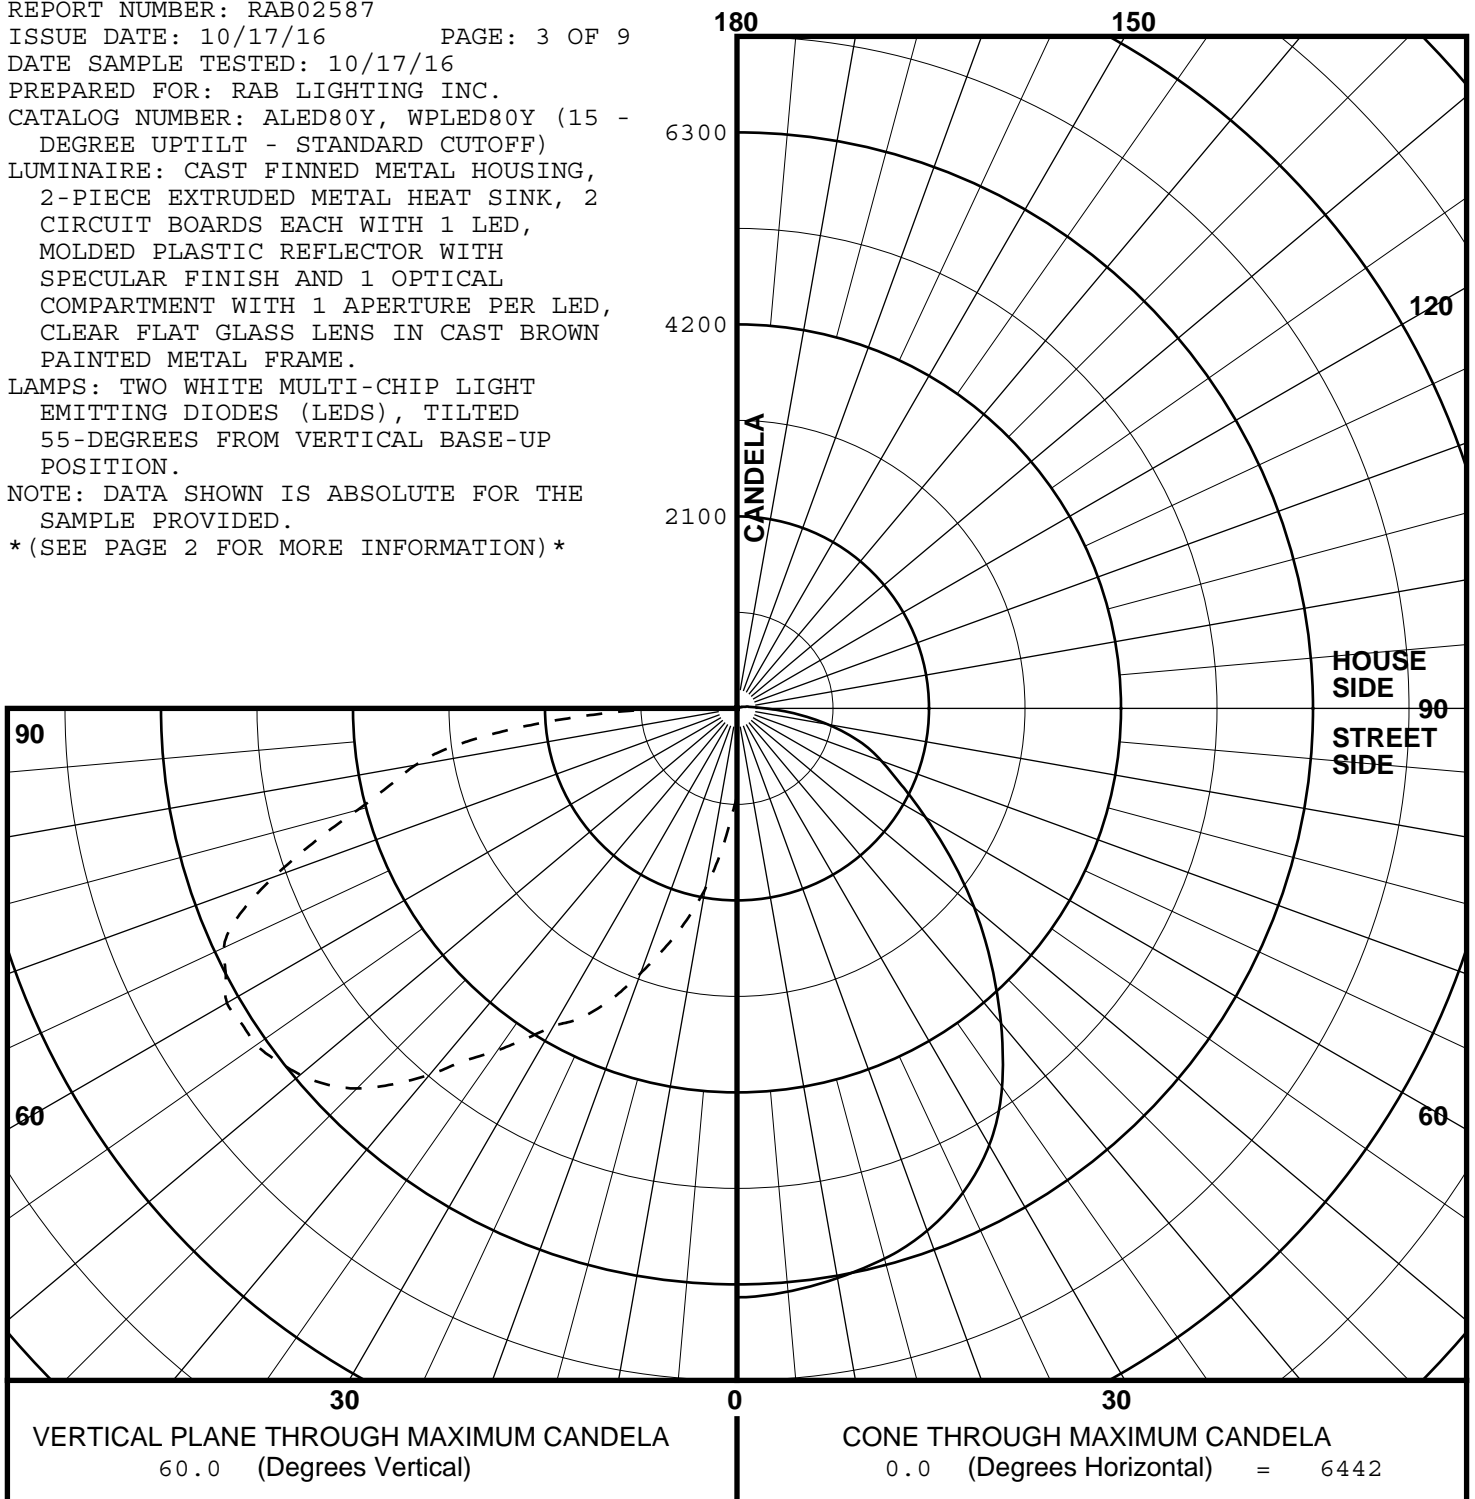 REPORT NUMBER: RAB02587
ISSUE DATE: 10/17/16 PAGE: 3 OF 9
DATE SAMPLE TESTED: 10/17/16
PREPARED FOR: RAB LIGHTING INC.
CATALOG NUMBER: ALED80Y, WPLED80Y (15 -
DEGREE UPTILT - STANDARD CUTOFF)
LUMINAIRE: CAST FINNED METAL HOUSING,
2-PIECE EXTRUDED METAL HEAT SINK, 2
CIRCUIT BOARDS EACH WITH 1 LED,
MOLDED PLASTIC REFLECTOR WITH
SPECULAR FINISH AND 1 OPTICAL
COMPARTMENT WITH 1 APERTURE PER LED,
CLEAR FLAT GLASS LENS IN CAST BROWN
PAINTED METAL FRAME.
LAMPS: TWO WHITE MULTI-CHIP LIGHT
EMITTING DIODES (LEDS), TILTED
55-DEGREES FROM VERTICAL BASE-UP
POSITION.
NOTE: DATA SHOWN IS ABSOLUTE FOR THE
SAMPLE PROVIDED.
*(SEE PAGE 2 FOR MORE INFORMATION)*
180
150
6300
120
4200
CANDELA
2100
HOUSE
SIDE
90
90
STREET
SIDE
60
60
30
0
30
VERTICAL PLANE THROUGH MAXIMUM CANDELA
60.0 (Degrees Vertical)
CONE THROUGH MAXIMUM CANDELA
0.0 (Degrees Horizontal) = 6442